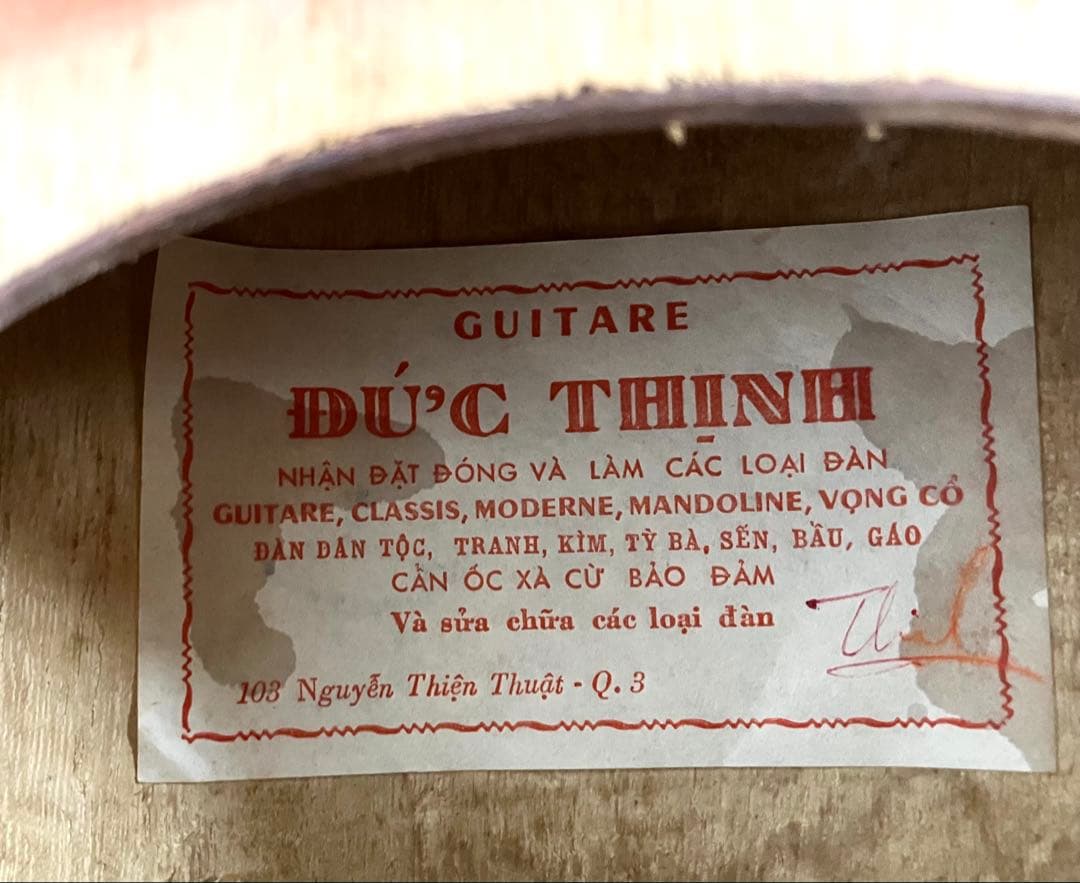 GUITARE
ĐỨC THỊNH
NHẬN ĐẶT ĐÓNG VÀ LÀM CÁC LOẠI ĐÀN
GUITARE, CLASSIS, MODERNE, MANDOLINE, VỌNG CỔ
ĐÀN DÂN TỘC, TRANH, KÌM, TỲ BÀ, SẾN, BẦU, GÁO
CẨN ỐC XÀ CỪ BẢO ĐẢM
Và sửa chữa các loại đàn
103 Nguyễn Thiện Thuật - Q. 3